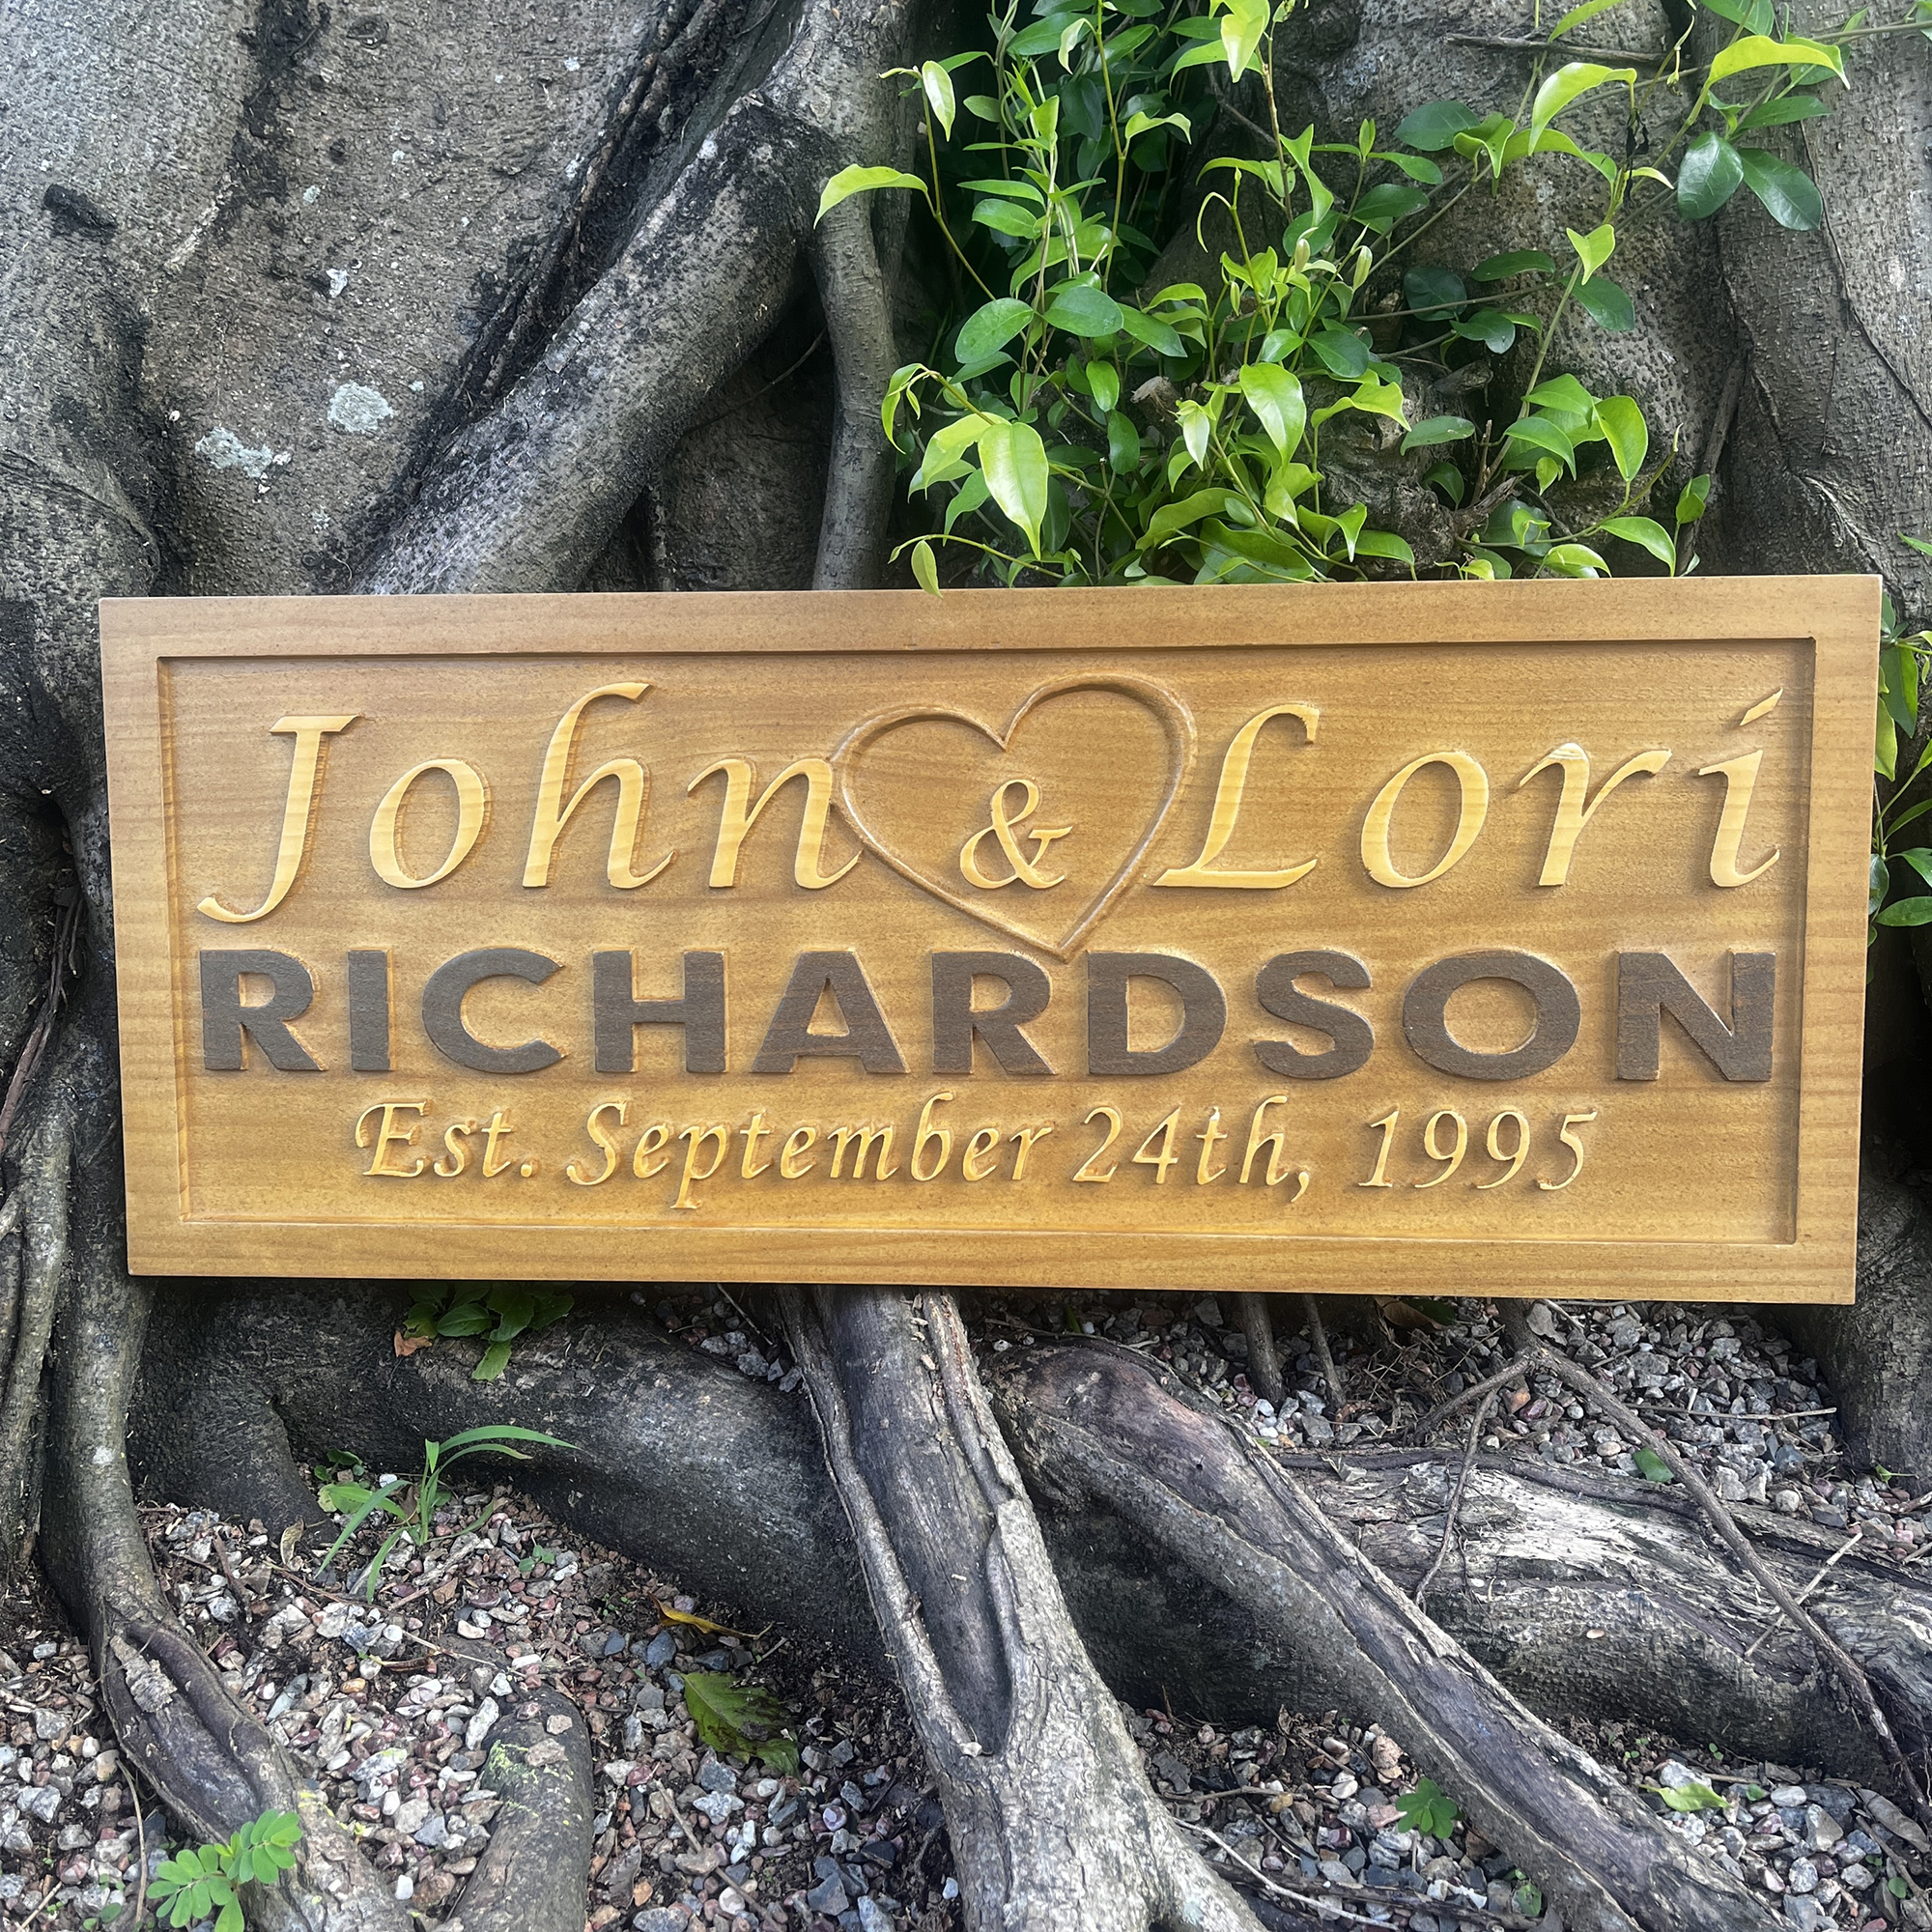 John & Lori
RICHARDSON
Est. September 24th, 1995